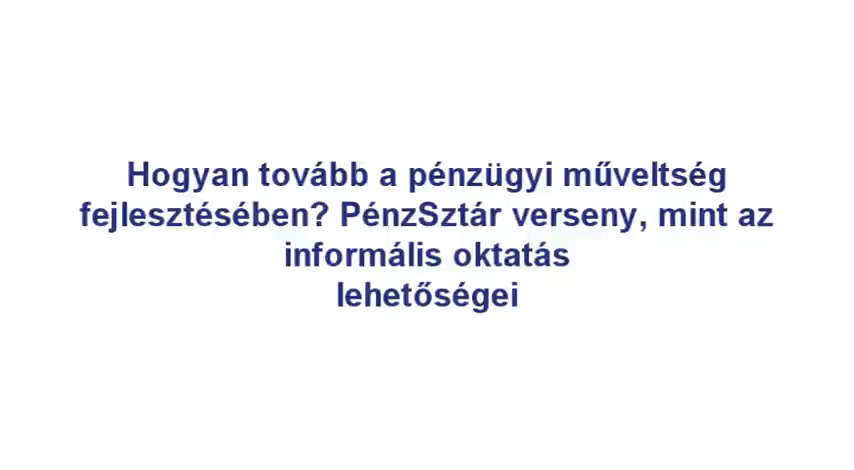 Hogyan tovább a pénzügyi műveltség
fejlesztésében? PénzSztár verseny, mint az
informális oktatás
lehetőségei